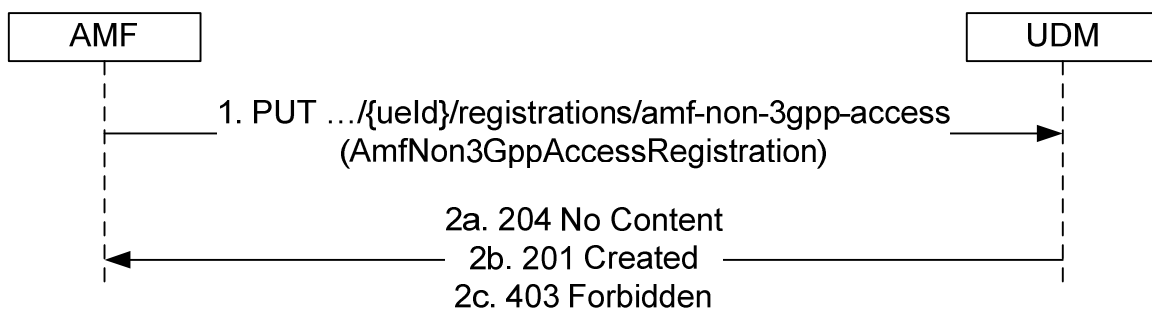 AMF
UDM
1. PUT …/{ueId}/registrations/amf-non-3gpp-access
(AmfNon3GppAccessRegistration)
2a. 204 No Content
2b. 201 Created
2c. 403 Forbidden